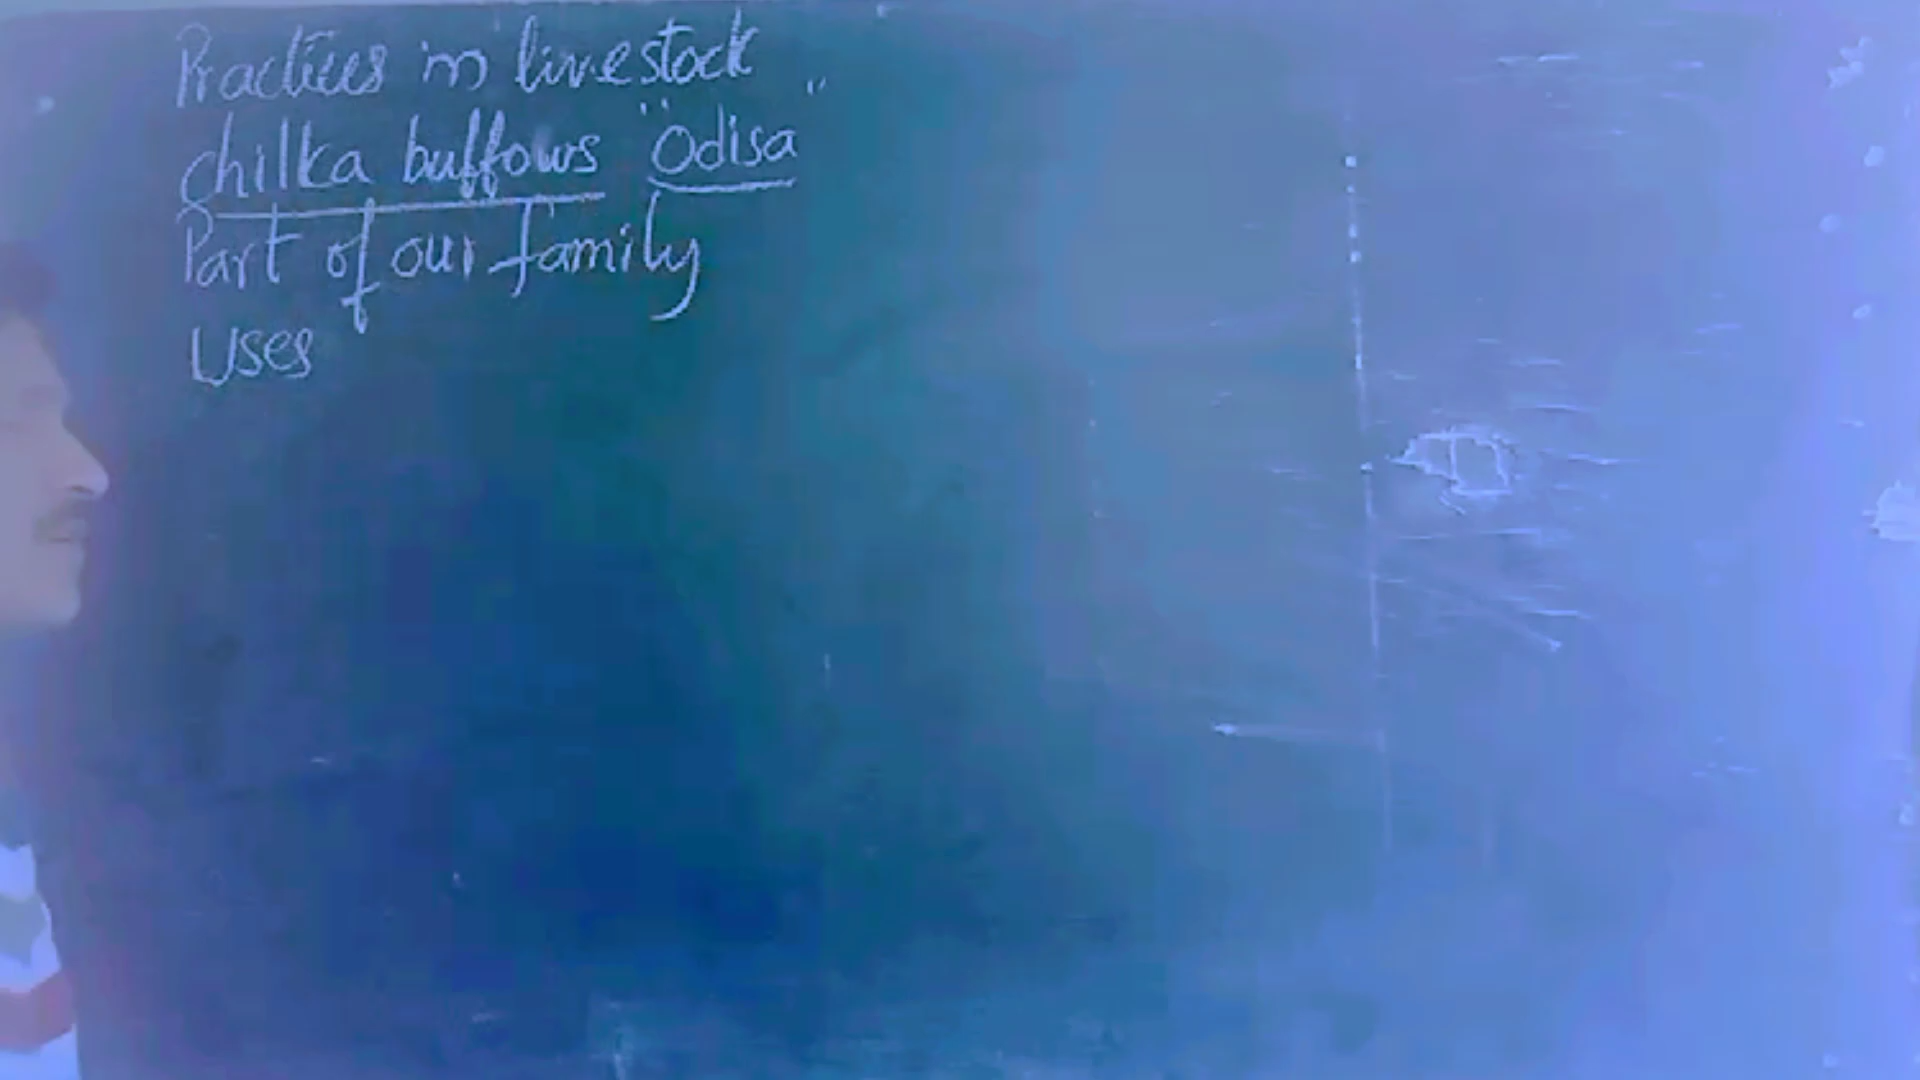 Practices in livestock
chilka buffows "Odisa"
Part of our family
Uses